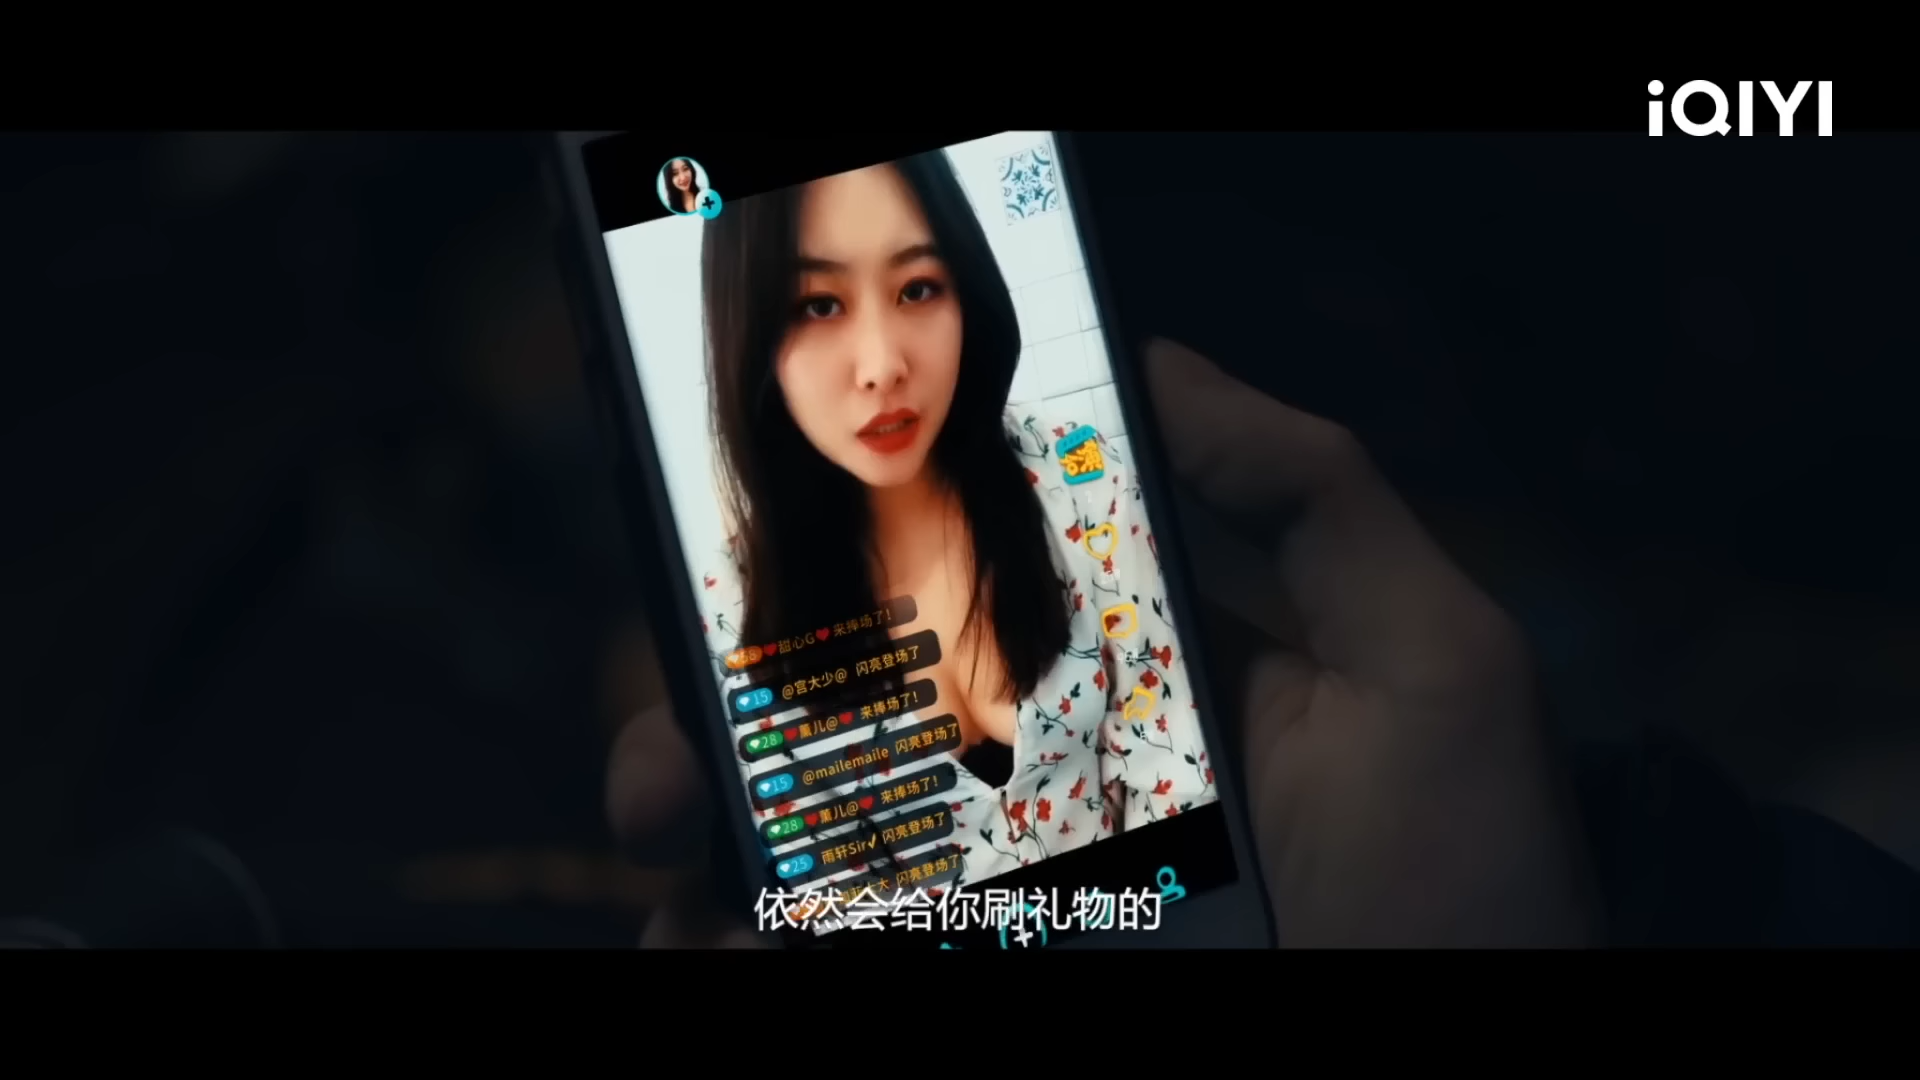 iQIYI
58 ❤甜心G❤ 来捧场了!
15 @宫大少@ 闪亮登场了
28 ❤薰儿@❤ 来捧场了!
15 @mailemaile 闪亮登场了
28 ❤薰儿@❤ 来捧场了!
25 雨轩Sir✓ 闪亮登场了
大 闪亮登场了
依然会给你刷礼物的